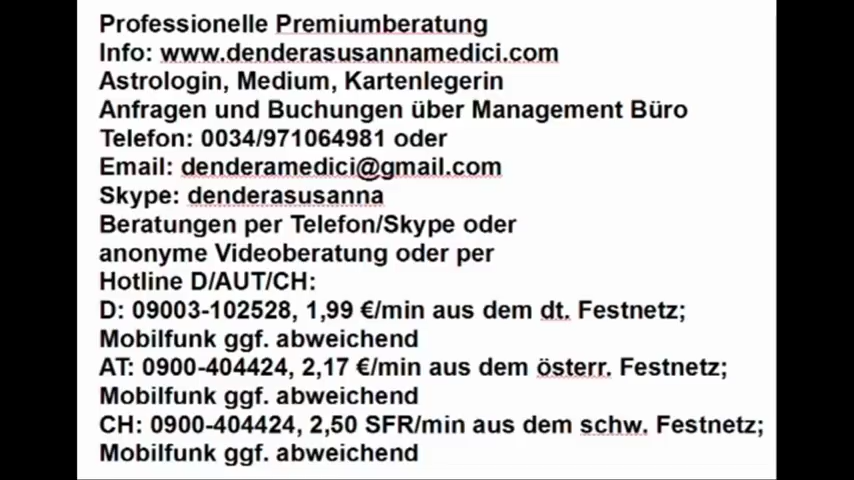 Professionelle Premiumberatung
Info: www.denderasusannamedici.com
Astrologin, Medium, Kartenlegerin
Anfragen und Buchungen über Management Büro
Telefon: 0034/971064981 oder
Email: denderamedici@gmail.com
Skype: denderasusanna
Beratungen per Telefon/Skype oder
anonyme Videoberatung oder per
Hotline D/AUT/CH:
D: 09003-102528, 1,99 €/min aus dem dt. Festnetz;
Mobilfunk ggf. abweichend
AT: 0900-404424, 2,17 €/min aus dem österr. Festnetz;
Mobilfunk ggf. abweichend
CH: 0900-404424, 2,50 SFR/min aus dem schw. Festnetz;
Mobilfunk ggf. abweichend